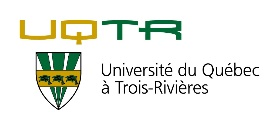 UQTR
Université du Québec
à Trois-Rivières